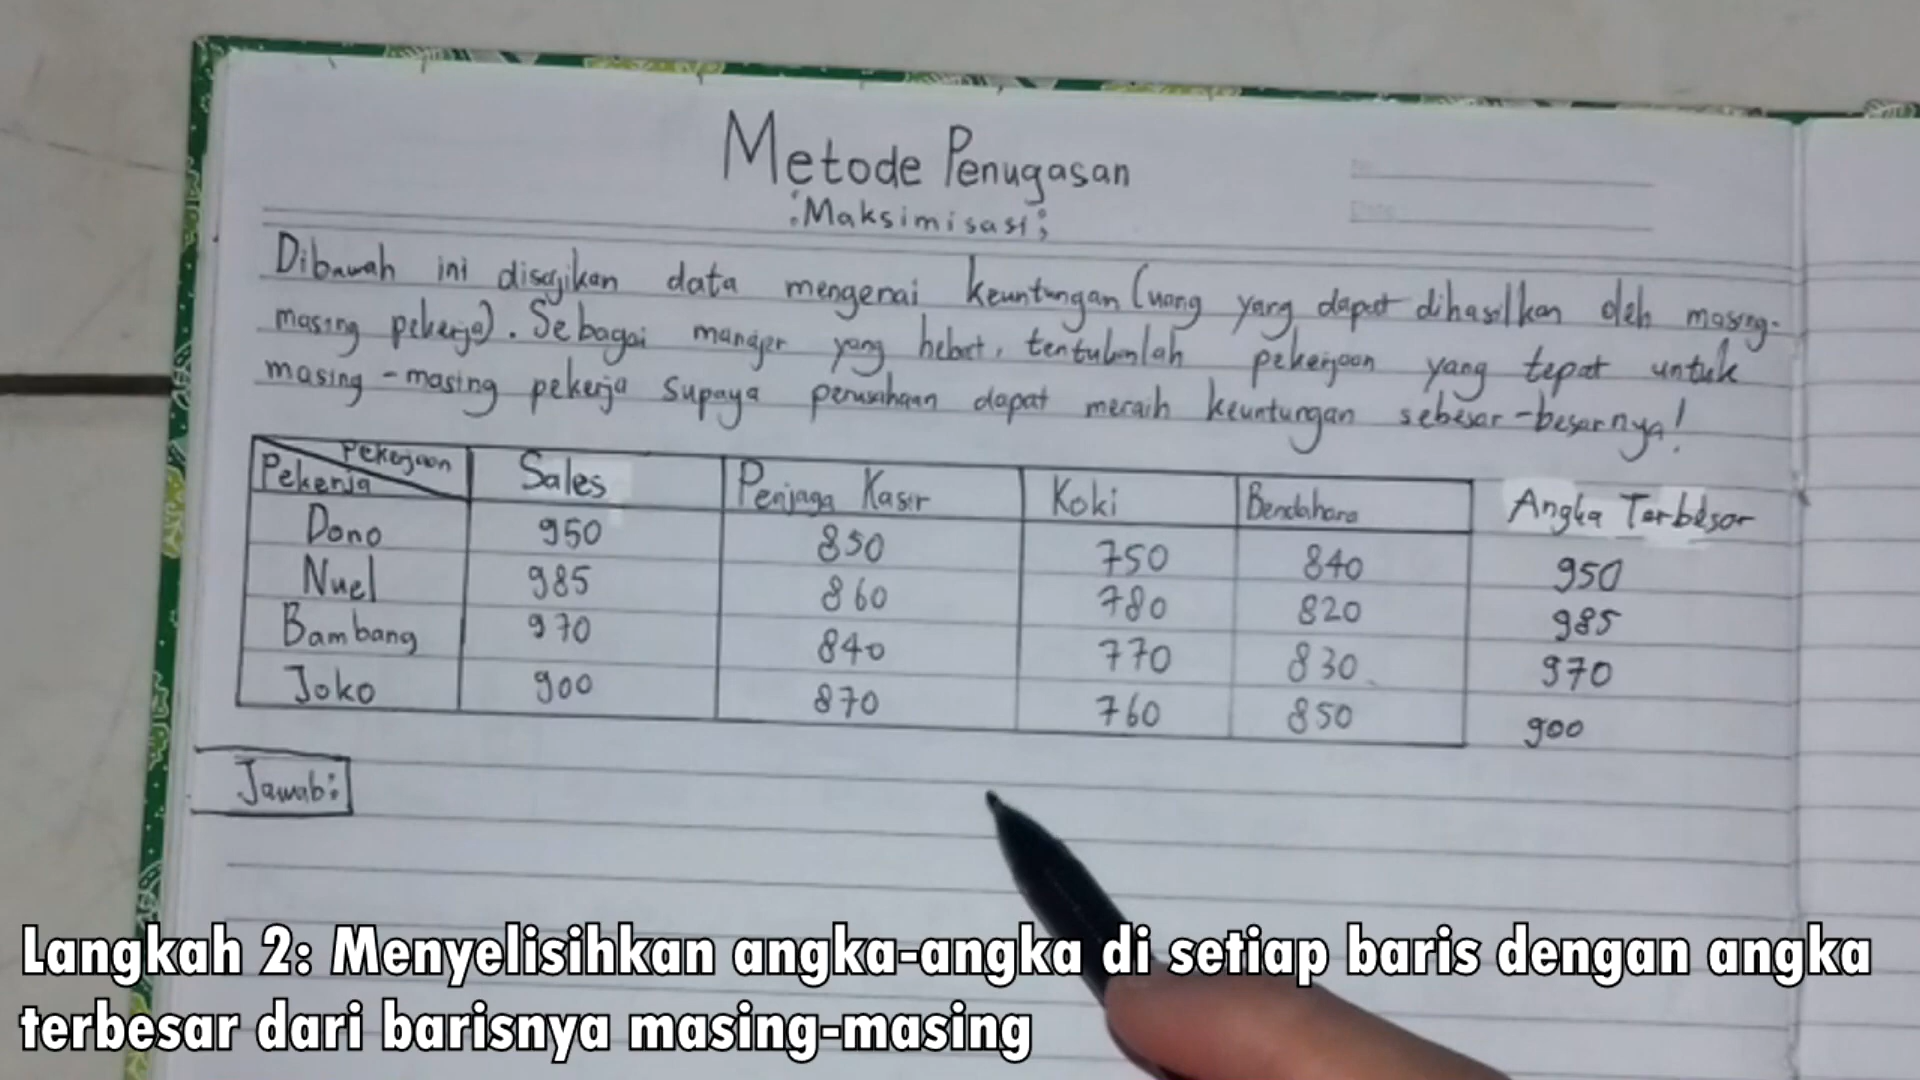 Metode Penugasan
:Maksimisasi;
Dibawah ini disajikan data mengenai keuntungan (uang yang dapat dihasilkan oleh masing-
masing pekerja). Sebagai manajer yang hebat, tentukanlah pekerjaan yang tepat untuk
masing-masing pekerja supaya perusahaan dapat meraih keuntungan sebesar-besarnya!
Pekerjaan
Pekerja Sales Penjaga Kasir Koki Bendahara Angka Terbesar
Dono 950 850 750 840 950
Nuel 985 860 780 820 985
Bambang 970 840 770 830 970
Joko 900 870 760 850 900
Jawab:
Langkah 2: Menyelisihkan angka-angka di setiap baris dengan angka
terbesar dari barisnya masing-masing